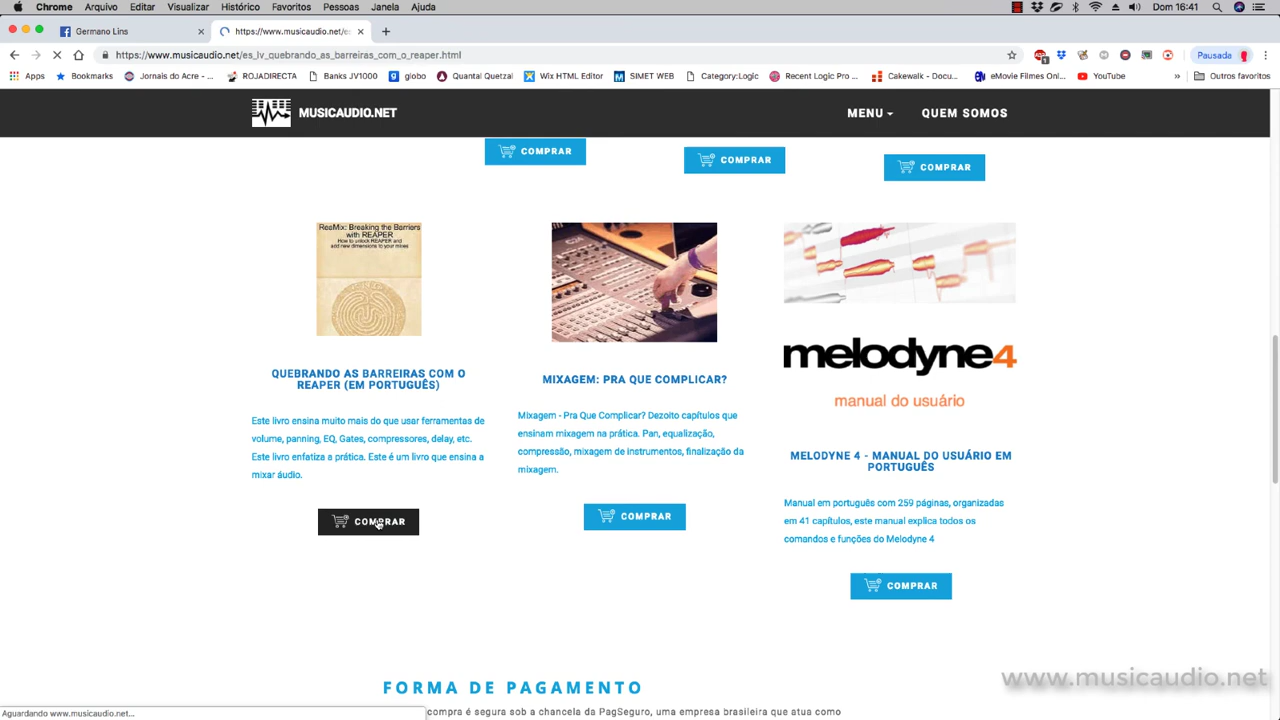 Chrome Arquivo Editar Visualizar Histórico Favoritos Pessoas Janela Ajuda Dom 16:41
Germano Lins https://www.musicaudio.net/es
https://www.musicaudio.net/es_lv_quebrando_as_barreiras_com_o_reaper.html Pausada
Apps Bookmarks Jornais do Acre - ... ROJADIRECTA Banks JV1000 globo Quantal Quetzal Wix HTML Editor SIMET WEB Category:Logic Recent Logic Pro ... Cakewalk - Docu... eMovie Filmes Onl... YouTube » Outros favoritos
MUSICAUDIO.NET MENU QUEM SOMOS
COMPRAR COMPRAR COMPRAR
ReaMix: Breaking the Barriers
with REAPER
How to unlock REAPER and
add new dimensions to your mixes
QUEBRANDO AS BARREIRAS COM O
REAPER (EM PORTUGUÊS)
Este livro ensina muito mais do que usar ferramentas de
volume, panning, EQ, Gates, compressores, delay, etc.
Este livro enfatiza a prática. Este é um livro que ensina a
mixar áudio.
COMPRAR
MIXAGEM: PRA QUE COMPLICAR?
Mixagem - Pra Que Complicar? Dezoito capítulos que
ensinam mixagem na prática. Pan, equalização,
compressão, mixagem de instrumentos, finalização da
mixagem.
COMPRAR
melodyne4
manual do usuário
MELODYNE 4 - MANUAL DO USUÁRIO EM
PORTUGUÊS
Manual em português com 259 páginas, organizadas
em 41 capítulos, este manual explica todos os
comandos e funções do Melodyne 4
COMPRAR
FORMA DE PAGAMENTO
compra é segura sob a chancela da PagSeguro, uma empresa brasileira que atua como
Aguardando www.musicaudio.net...
www.musicaudio.net